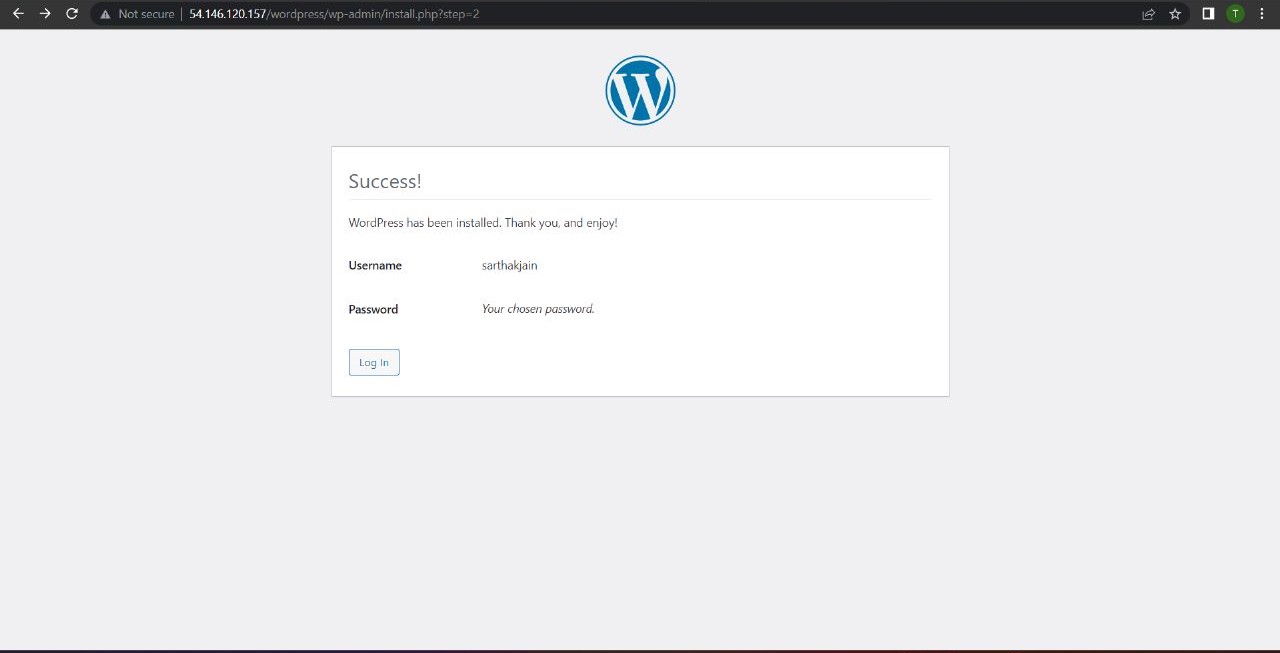 Not secure | 54.146.120.157/wordpress/wp-admin/install.php?step=2
T
W
Success!
WordPress has been installed. Thank you, and enjoy!
Username sarthakjain
Password Your chosen password.
Log In